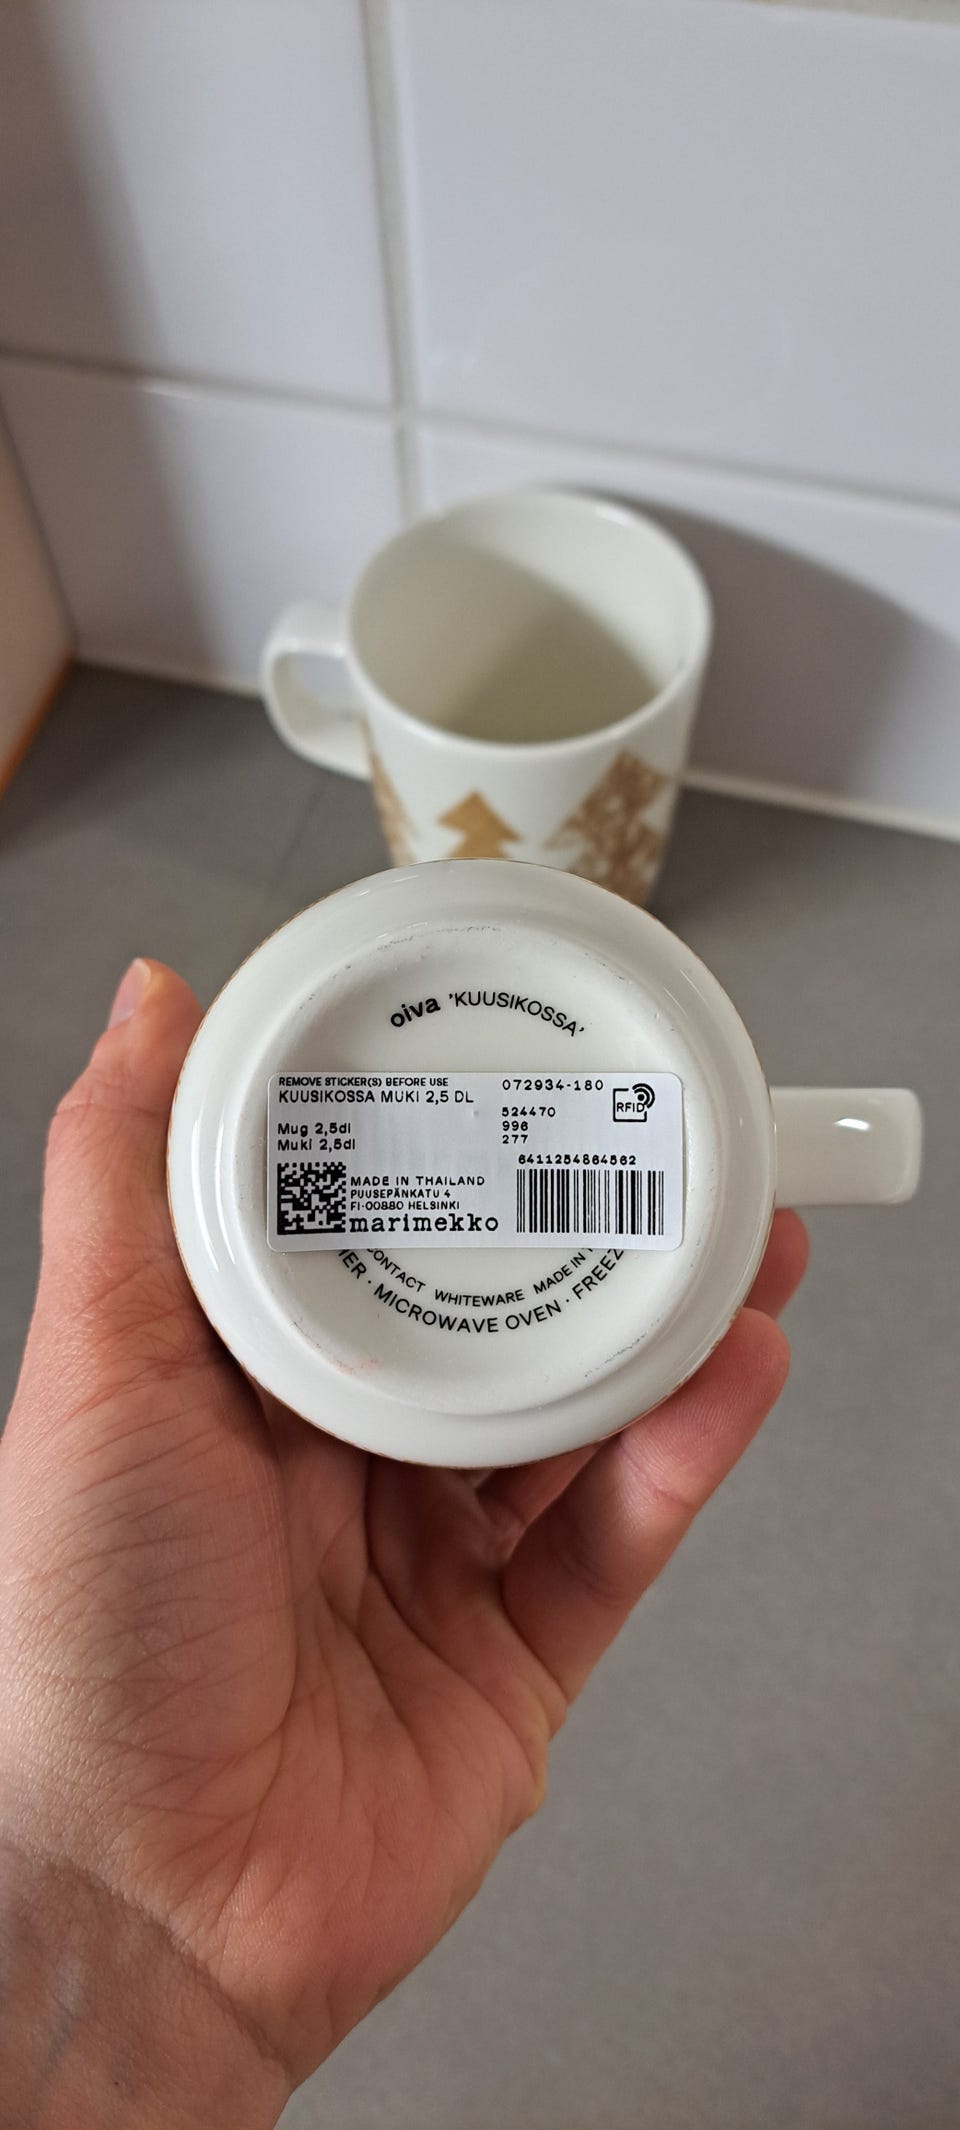 oiva 'KUUSIKOSSA'
REMOVE STICKER(S) BEFORE USE
KUUSIKOSSA MUKI 2,5 DL
Mug 2,5dl
Muki 2,5dl
072934-180
524470
996
277
RFID
6411254864562
MADE IN THAILAND
PUUSEPÄNKATU 4
FI-00880 HELSINKI
marimekko
CONTACT WHITEWARE MADE IN
· MICROWAVE OVEN ·